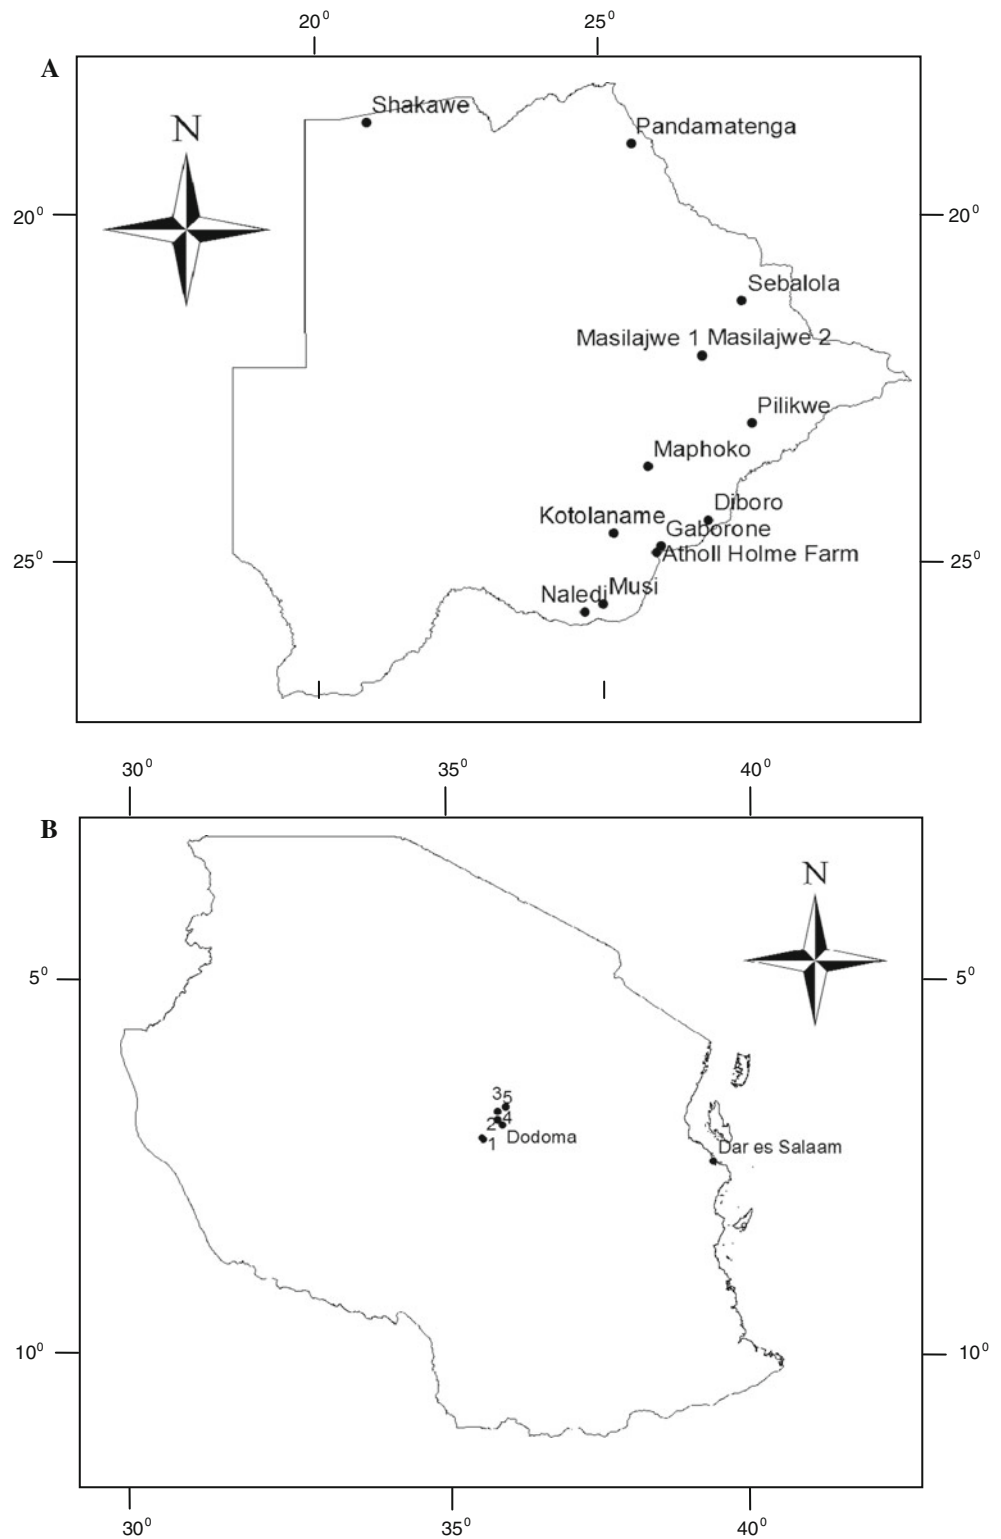 20⁰ 25⁰
A
Shakawe
N
Pandamatenga
20⁰ 20⁰
Sebalola
Masilajwe 1 Masilajwe 2
Pilikwe
Maphoko
Diboro
Kotolaname
Gaborone
Atholl Holme Farm
25⁰ 25⁰
Naledi Musi
30⁰ 35⁰ 40⁰
B
N
5⁰ 5⁰
3 5
2 4
Dodoma
1
Dar es Salaam
10⁰ 10⁰
30⁰ 35⁰ 40⁰